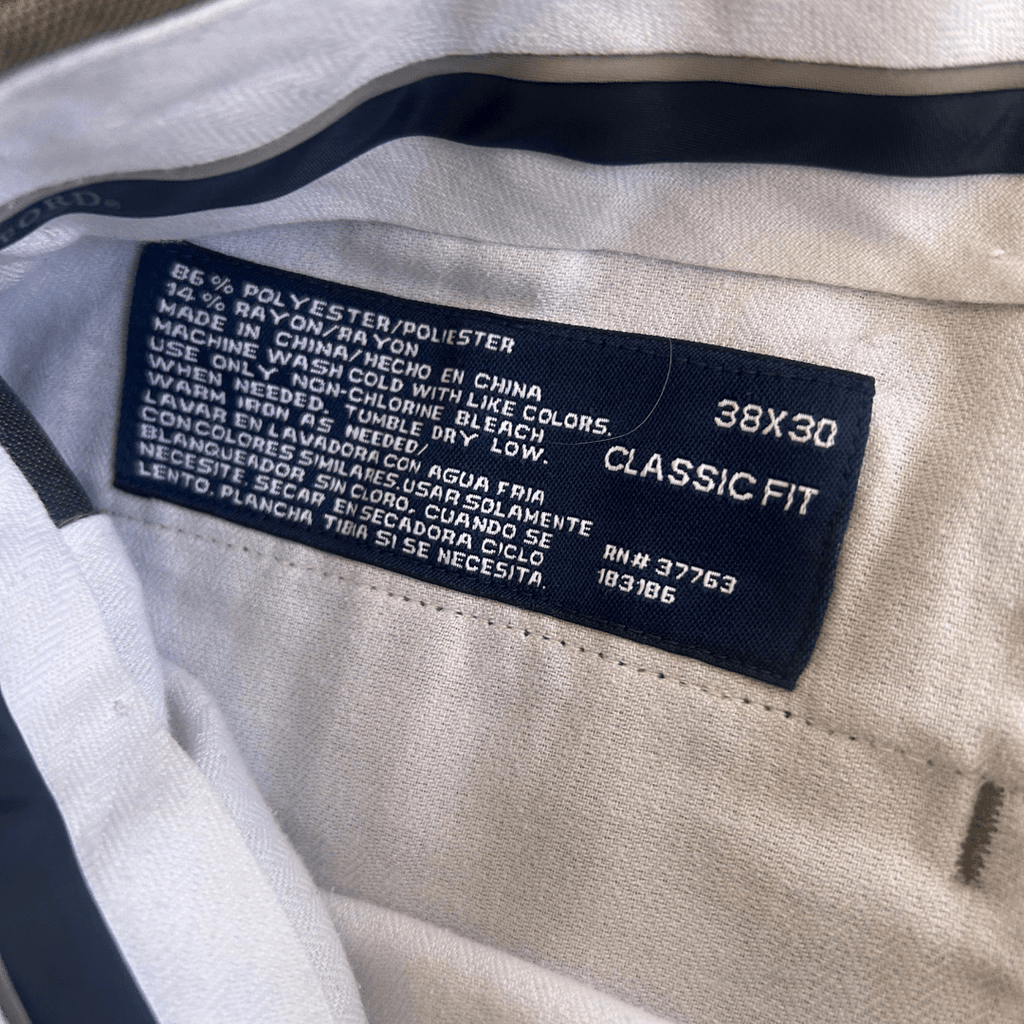 FORD®
86% POLYESTER/POLIESTER
14% RAYON/RAYON
MADE IN CHINA/HECHO EN CHINA
MACHINE WASH COLD WITH LIKE COLORS.
USE ONLY NON-CHLORINE BLEACH
WHEN NEEDED. TUMBLE DRY LOW.
WARM IRON AS NEEDED/
LAVAR EN LAVADORA CON AGUA FRIA
CON COLORES SIMILARES. USAR SOLAMENTE
BLANQUEADOR SIN CLORO, CUANDO SE
NECESITE. SECAR EN SECADORA CICLO
LENTO. PLANCHA TIBIA SI SE NECESITA.
38X30
CLASSIC FIT
RN# 37763
183186